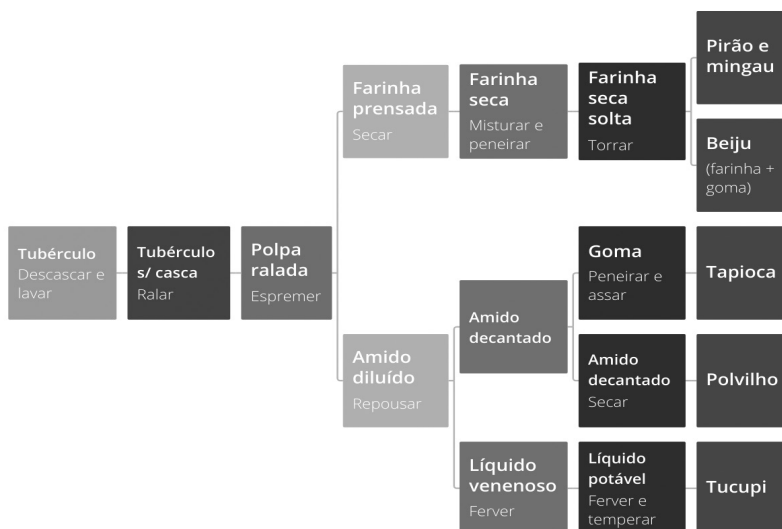 Tubérculo
Descascar e
lavar
Tubérculo
s/ casca
Ralar
Polpa
ralada
Espremer
Farinha
prensada
Secar
Farinha
seca
Misturar e
peneirar
Farinha
seca
solta
Torrar
Pirão e
mingau
Beiju
(farinha +
goma)
Amido
diluído
Repousar
Amido
decantado
Goma
Peneirar e
assar
Tapioca
Amido
decantado
Secar
Polvilho
Líquido
venenoso
Ferver
Líquido
potável
Ferver e
temperar
Tucupi